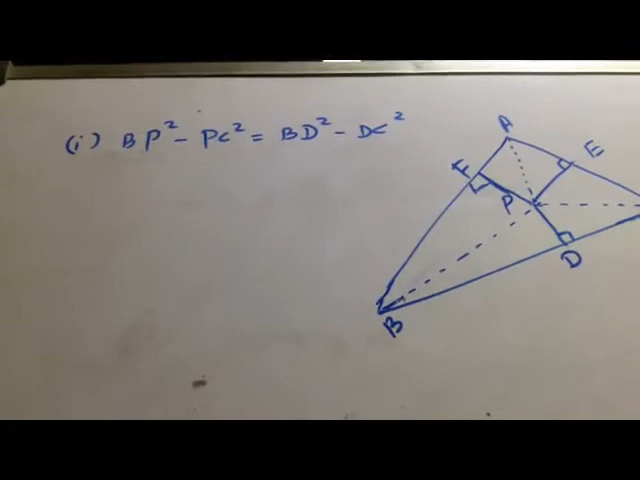 (i) BP² - PC² = BD² - DC²
A
E
F
P
D
B